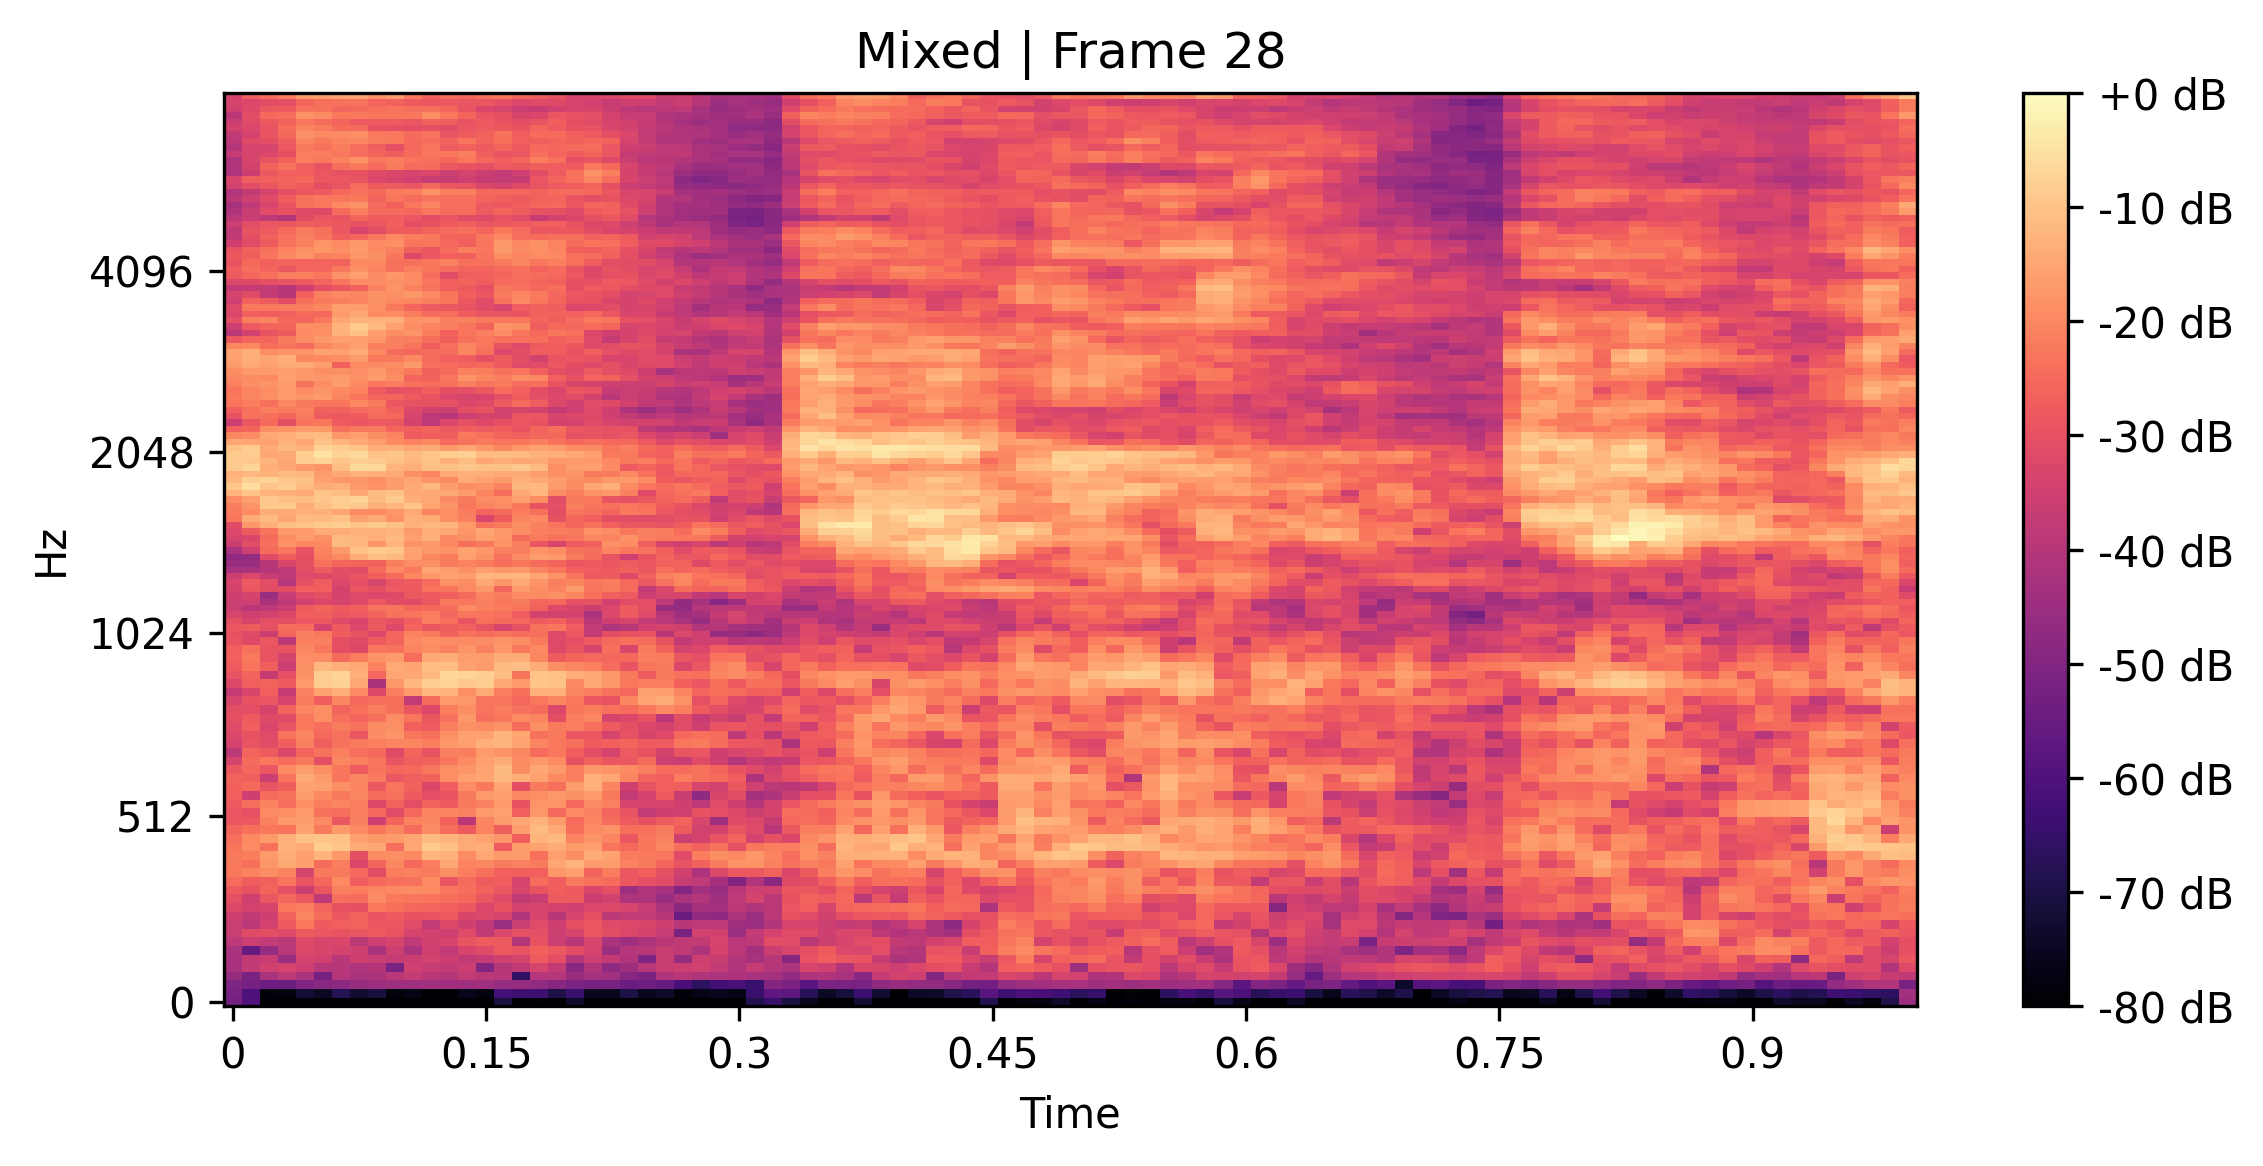 Mixed | Frame 28
+0 dB
-10 dB
-20 dB
-30 dB
-40 dB
-50 dB
-60 dB
-70 dB
-80 dB
Hz
4096
2048
1024
512
0
0 0.15 0.3 0.45 0.6 0.75 0.9
Time